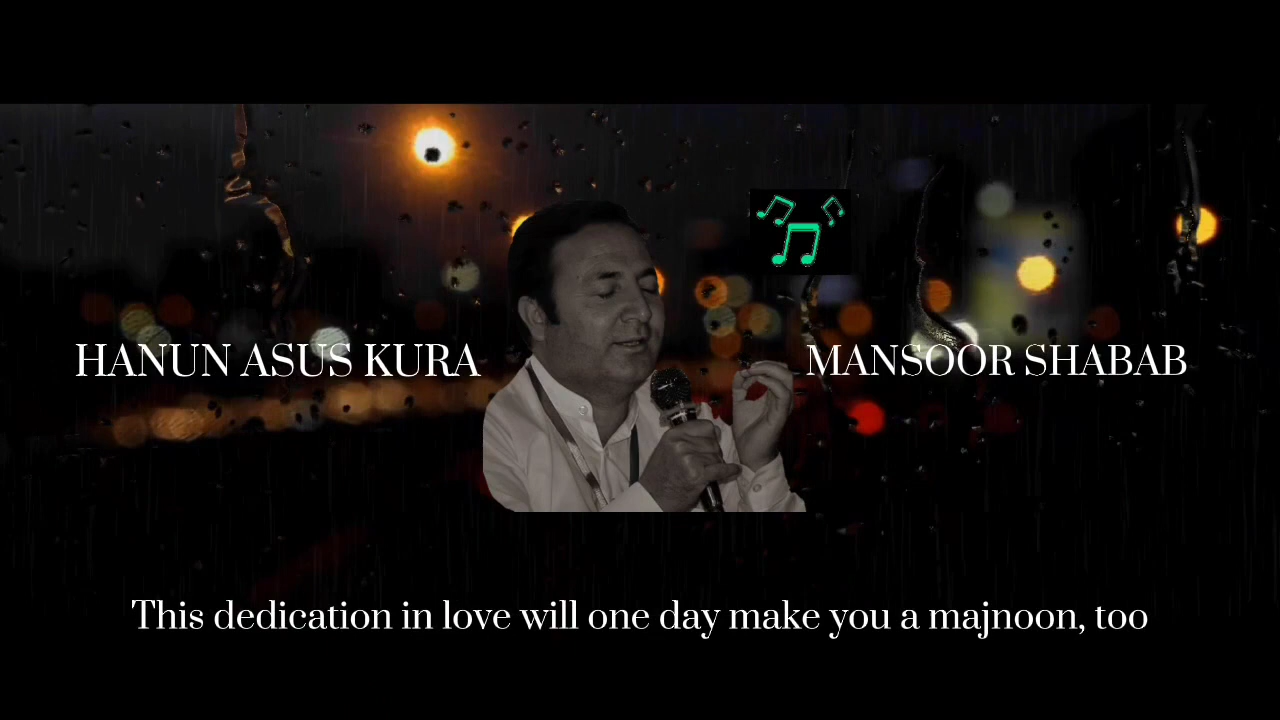 HANUN ASUS KURA
MANSOOR SHABAB
This dedication in love will one day make you a majnoon, too